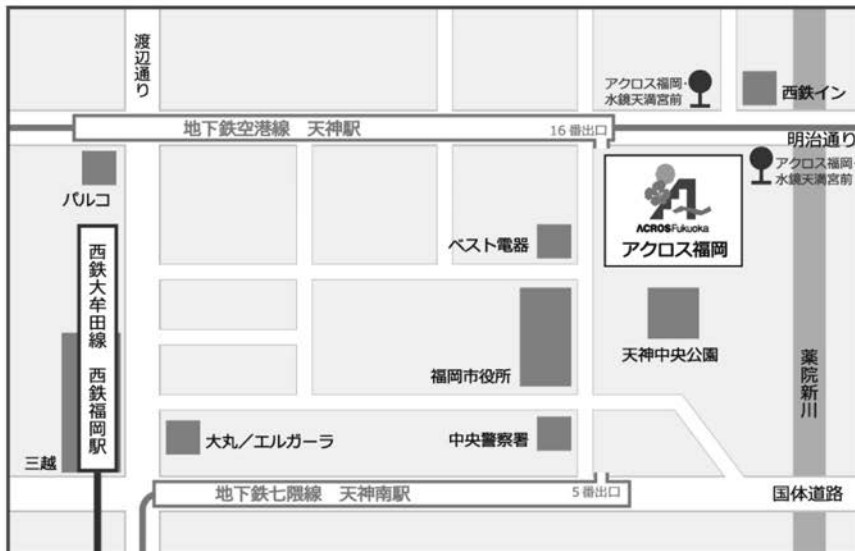 渡辺通り
アクロス福岡・
水鏡天満宮前
西鉄イン
地下鉄空港線　天神駅
16番出口
明治通り
アクロス福岡・
水鏡天満宮前
パルコ
ACROS Fukuoka
アクロス福岡
ベスト電器
西鉄大牟田線　西鉄福岡駅
天神中央公園
薬院新川
福岡市役所
大丸／エルガーラ
中央警察署
三越
地下鉄七隈線　天神南駅
5番出口
国体道路